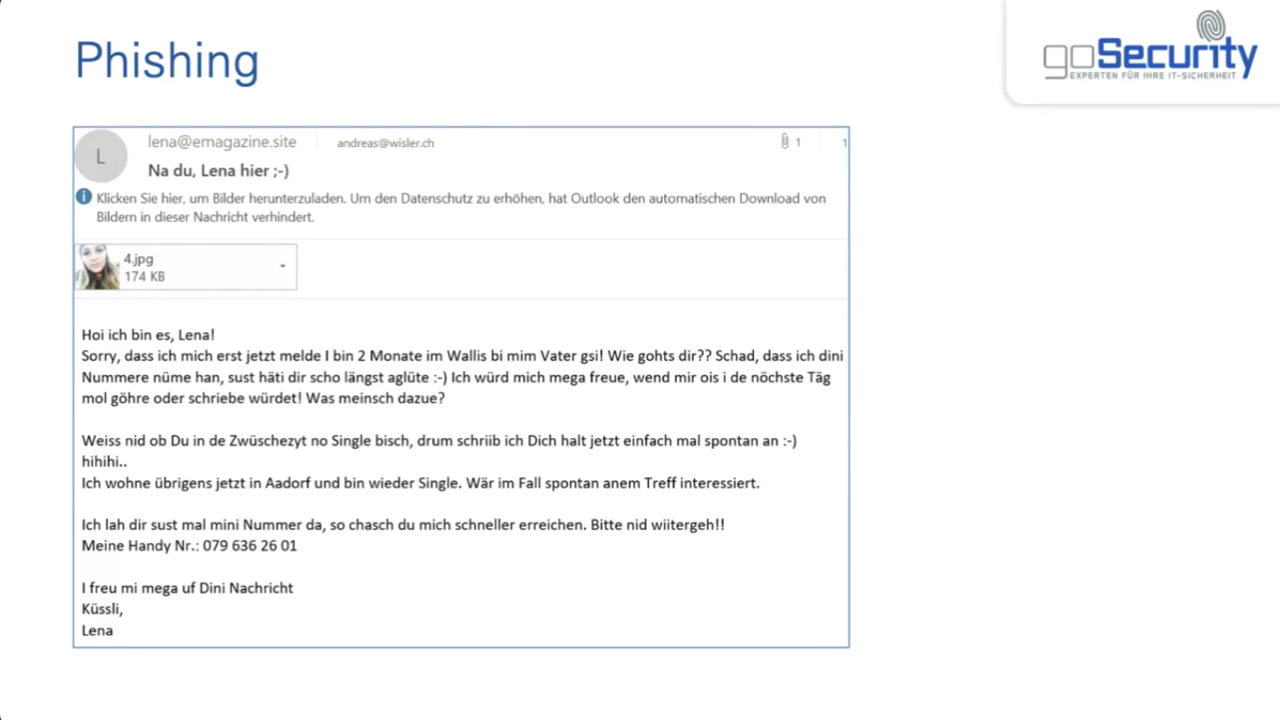 Phishing
goSecurity
EXPERTEN FÜR IHRE IT-SICHERHEIT
L
lena@emagazine.site
andreas@wisler.ch
1
1
Na du, Lena hier ;-)
Klicken Sie hier, um Bilder herunterzuladen. Um den Datenschutz zu erhöhen, hat Outlook den automatischen Download von
Bildern in dieser Nachricht verhindert.
4.jpg
174 KB
Hoi ich bin es, Lena!
Sorry, dass ich mich erst jetzt melde I bin 2 Monate im Wallis bi mim Vater gsi! Wie gohts dir?? Schad, dass ich dini
Nummere nüme han, sust häti dir scho längst aglüte :-) Ich würd mich mega freue, wend mir ois i de nöchste Täg
mol göhre oder schriebe würdet! Was meinsch dazue?
Weiss nid ob Du in de Zwüschezyt no Single bisch, drum schriib ich Dich halt jetzt einfach mal spontan an :-)
hihihi..
Ich wohne übrigens jetzt in Aadorf und bin wieder Single. Wär im Fall spontan anem Treff interessiert.
Ich lah dir sust mal mini Nummer da, so chasch du mich schneller erreichen. Bitte nid wiitergeh!!
Meine Handy Nr.: 079 636 26 01
I freu mi mega uf Dini Nachricht
Küssli,
Lena